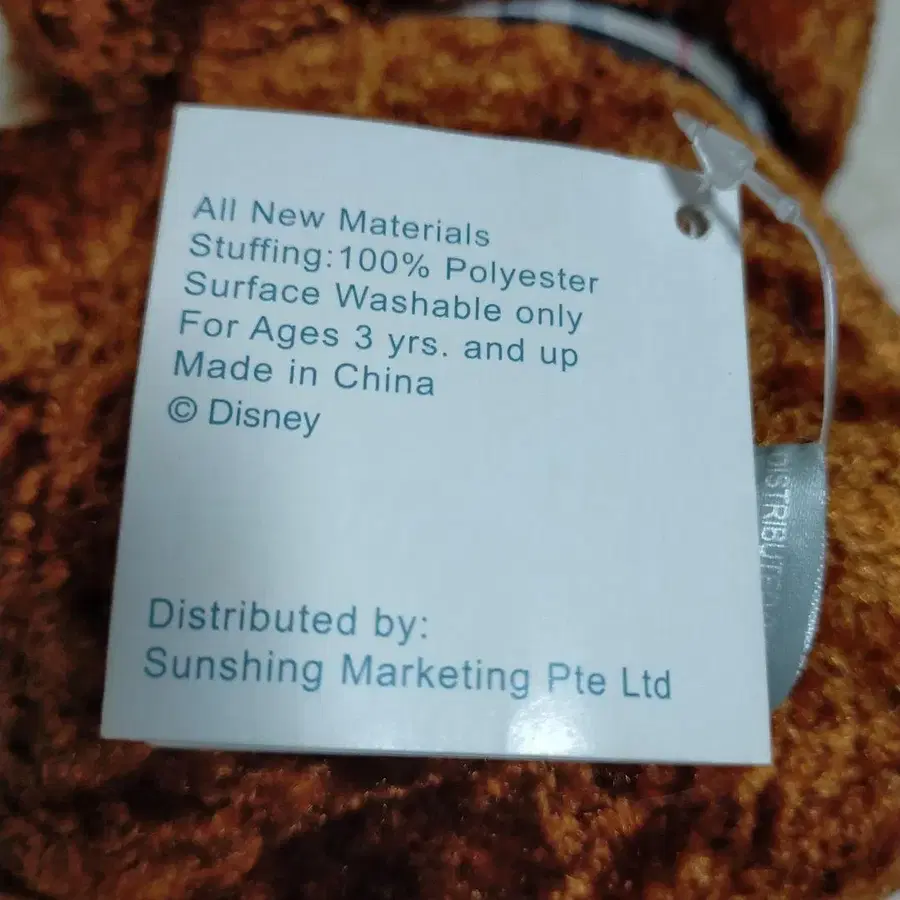 All New Materials
Stuffing:100% Polyester
Surface Washable only
For Ages 3 yrs. and up
Made in China
© Disney
Distributed by:
Sunshing Marketing Pte Ltd